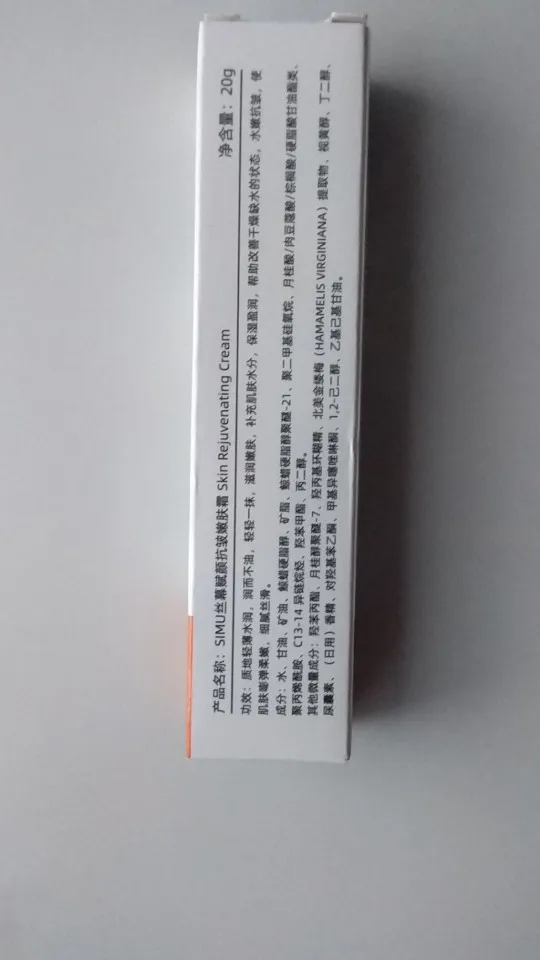 产品名称：SIMU丝幕赋颜抗皱嫩肤霜 Skin Rejuvenating Cream 净含量：20g
功效：质地轻薄水润，润而不油，轻轻一抹，滋润嫩肤，补充肌肤水分，保湿盈润，帮助改善干燥缺水的状态，水嫩抗皱，使
肌肤嘭弹柔嫩，细腻丝滑。
成分：水、甘油、矿油、鲸蜡硬脂醇、矿脂、鲸蜡硬脂醇聚醚-21、聚二甲基硅氧烷、月桂酸/肉豆蔻酸/棕榈酸/硬脂酸甘油酯类、
聚丙烯酰胺、C13-14 异链烷烃、羟苯甲酯、丙二醇。
其他微量成分：羟苯丙酯、月桂醇聚醚-7、羟丙基环糊精、北美金缕梅（HAMAMELIS VIRGINIANA）提取物、视黄醇、丁二醇、
尿囊素、（日用）香精、对羟基苯乙酮、甲基异噻唑啉酮、1,2-己二醇、乙基己基甘油。